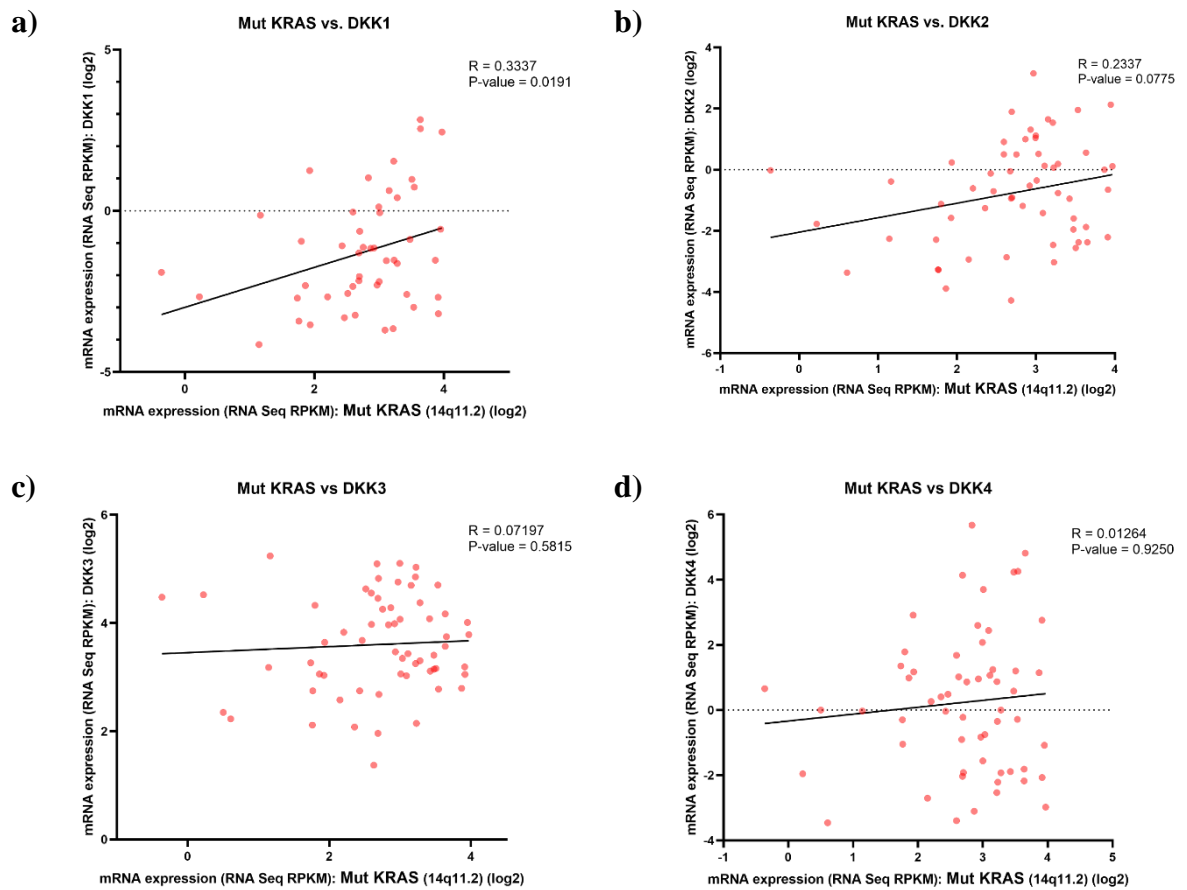 a)
Mut KRAS vs. DKK1
R = 0.3337
P-value = 0.0191
mRNA expression (RNA Seq RPKM): DKK1 (log2)
5
0
-5
0
2
4
mRNA expression (RNA Seq RPKM): Mut KRAS (14q11.2) (log2)
b)
Mut KRAS vs. DKK2
R = 0.2337
P-value = 0.0775
mRNA expression (RNA Seq RPKM): DKK2 (log2)
4
2
0
-2
-4
-6
-1
0
1
2
3
4
mRNA expression (RNA Seq RPKM): Mut KRAS (14q11.2) (log2)
c)
Mut KRAS vs DKK3
R = 0.07197
P-value = 0.5815
mRNA expression (RNA Seq RPKM): DKK3 (log2)
6
4
2
0
0
2
4
mRNA expression (RNA Seq RPKM): Mut KRAS (14q11.2) (log2)
d)
Mut KRAS vs DKK4
R = 0.01264
P-value = 0.9250
mRNA expression (RNA Seq RPKM): DKK4 (log2)
6
4
2
0
-2
-4
-1
0
1
2
3
4
5
mRNA expression (RNA Seq RPKM): Mut KRAS (14q11.2) (log2)